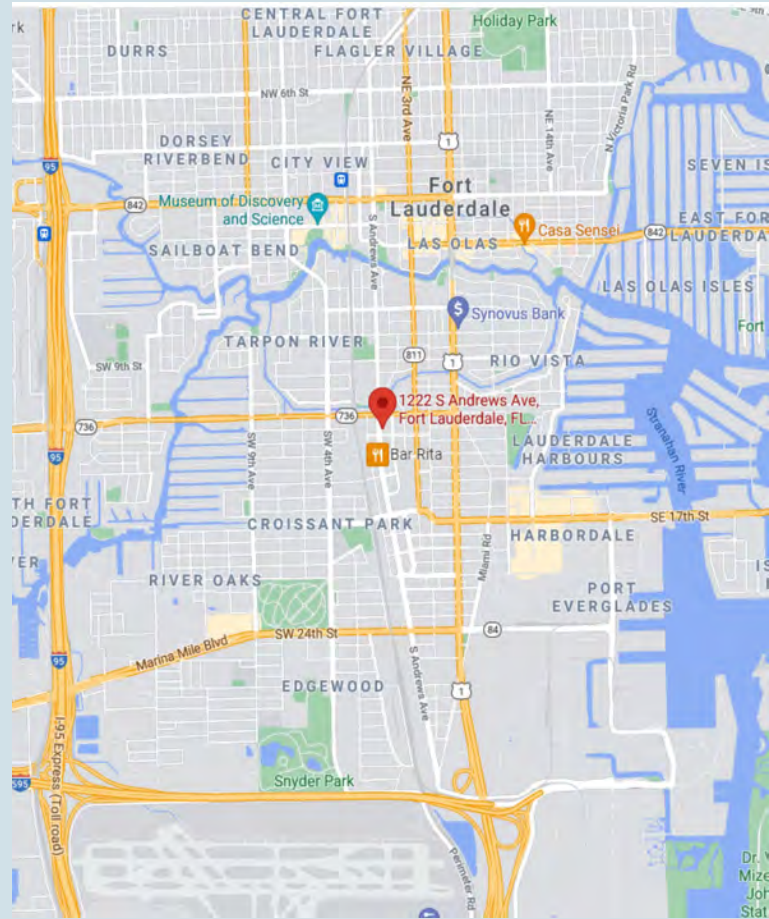 CENTRAL FORT
LAUDERDALE
Holiday Park
DURRS
FLAGLER VILLAGE
NE 3rd Ave
NW 6th St
NE 14th Ave
N Victoria Park Rd
DORSEY
RIVERBEND
CITY VIEW
1
95
SEVEN IS
842
Museum of Discovery
and Science
S Andrews Ave
Fort
Lauderdale
Casa Sensei
842
EAST FOR
LAUDERDA
SAILBOAT BEND
LAS OLAS
LAS OLAS ISLES
Synovus Bank
Fort
TARPON RIVER
811
1
RIO VISTA
SW 9th St
736
736
1222 S Andrews Ave,
Fort Lauderdale, FL...
Stranahan River
95
SW 9th Ave
SW 4th Ave
Bar Rita
LAUDERDALE
HARBOURS
TH FORT
DERDALE
CROISSANT PARK
SE 17th St
HARBORDALE
VER
Miami Rd
RIVER OAKS
PORT
EVERGLADES
84
SW 24th St
Marina Mile Blvd
95
S Andrews Ave
EDGEWOOD
1
I-95 Express (Toll road)
Snyder Park
595
Perimeter Rd
Dr.
Mize
Joh
Stat